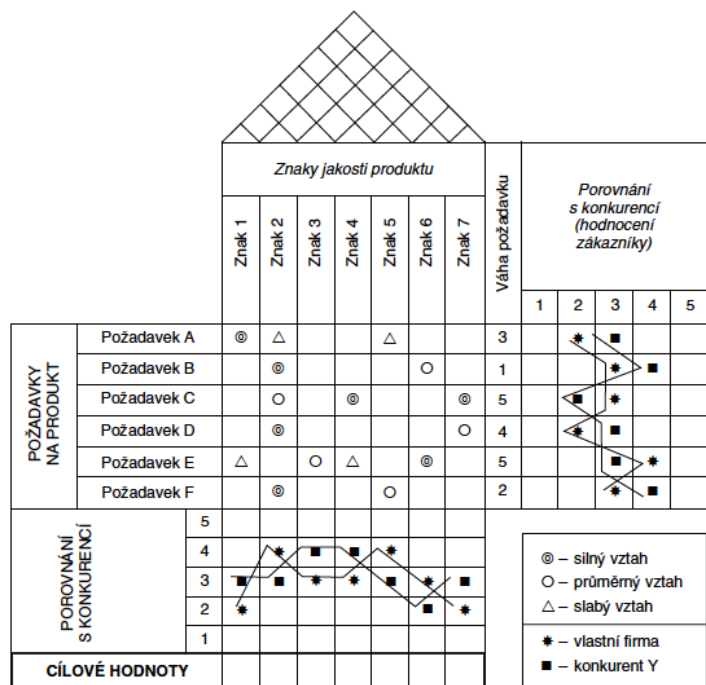 Znaky jakosti produktu
Znak 1
Znak 2
Znak 3
Znak 4
Znak 5
Znak 6
Znak 7
Váha požadavku
Porovnání
s konkurencí
(hodnocení
zákazníky)
1 2 3 4 5
POŽADAVKY
NA PRODUKT
Požadavek A 3
Požadavek B 1
Požadavek C 5
Požadavek D 4
Požadavek E 5
Požadavek F 2
POROVNÁNÍ
S KONKURENCÍ
5
4
3
2
1
CÍLOVÉ HODNOTY
◎ – silný vztah
○ – průměrný vztah
△ – slabý vztah
✷ – vlastní firma
■ – konkurent Y